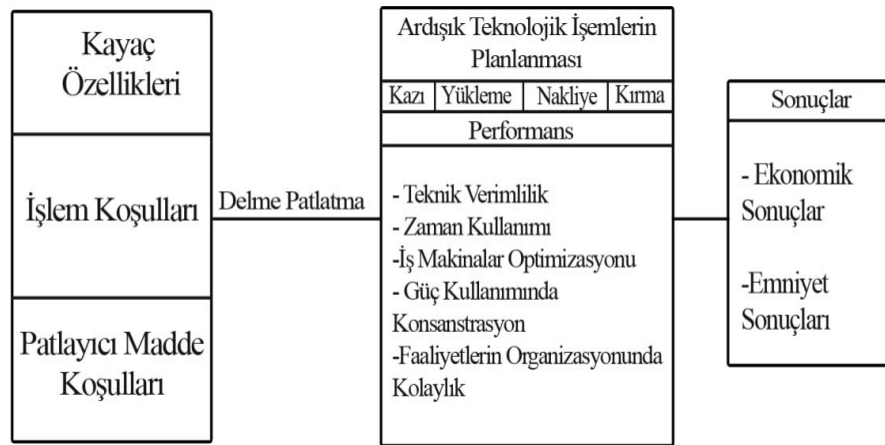 Kayaç
Özellikleri
İşlem Koşulları
Patlayıcı Madde
Koşulları
Delme Patlatma
Ardışık Teknolojik İşemlerin
Planlanması
Kazı Yükleme Nakliye Kırma
Performans
- Teknik Verimlilik
- Zaman Kullanımı
-İş Makinalar Optimizasyonu
- Güç Kullanımında
Konsanstrasyon
-Faaliyetlerin Organizasyonunda
Kolaylık
Sonuçlar
- Ekonomik
Sonuçlar
-Emniyet
Sonuçları